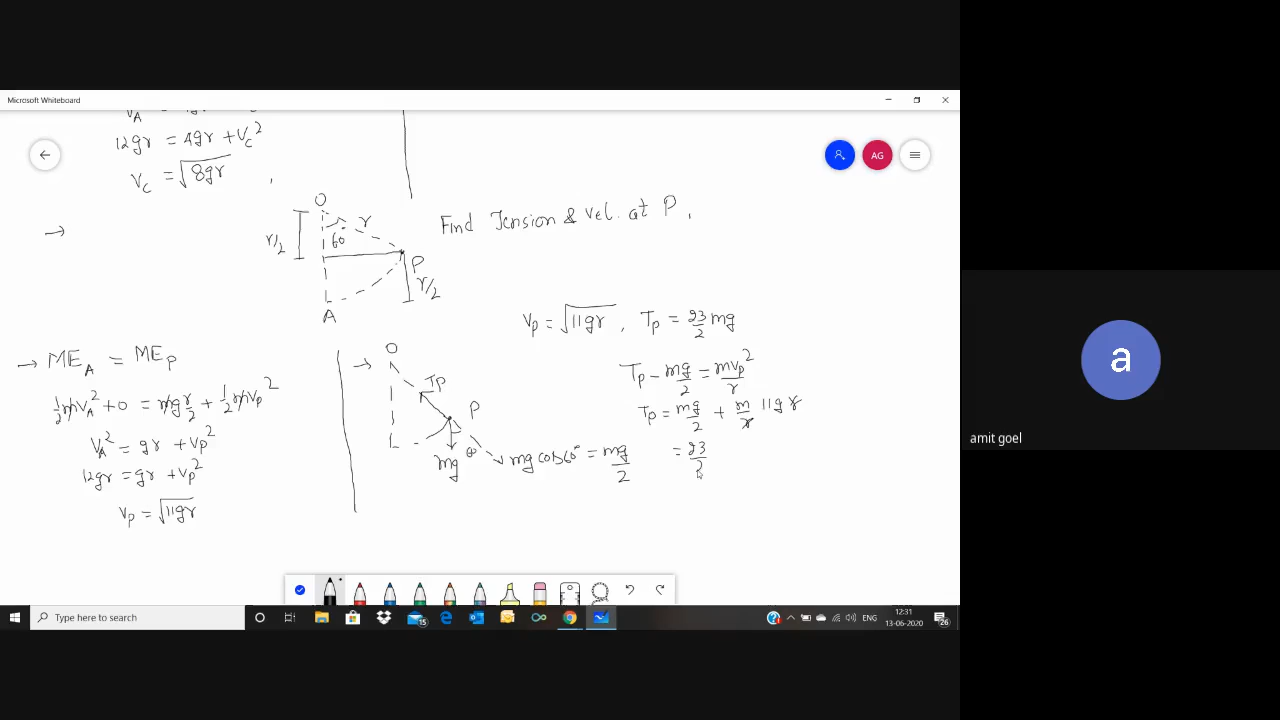 Microsoft Whiteboard
12gr = 4gr + Vc²
Vc = √8gr
AG
→
O
r
60°
r/2
P
r/2
A
Find Tension & Vel. at P.
Vp = √11gr , Tp = 23/2 mg
→ MEA = MEP
½mVA² + 0 = mg r/2 + ½mVp²
VA² = gr + Vp²
12gr = gr + Vp²
Vp = √11gr
→
O
Tp
P
mg
mg cos60° = mg/2
Tp - mg/2 = mVp²/r
Tp = mg/2 + m/r 11gr
= 23/2
amit goel
Type here to search
15
ENG
12:31
13-06-2020
26
a